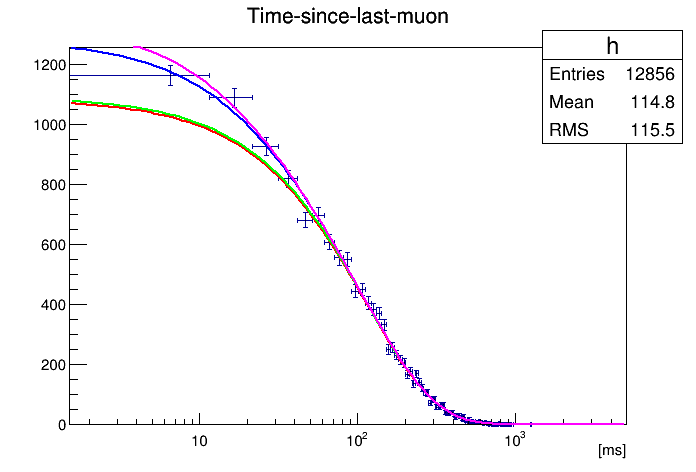 Time-since-last-muon
h
Entries 12856
Mean 114.8
RMS 115.5
1200
1000
800
600
400
200
0
10 10² 10³
[ms]